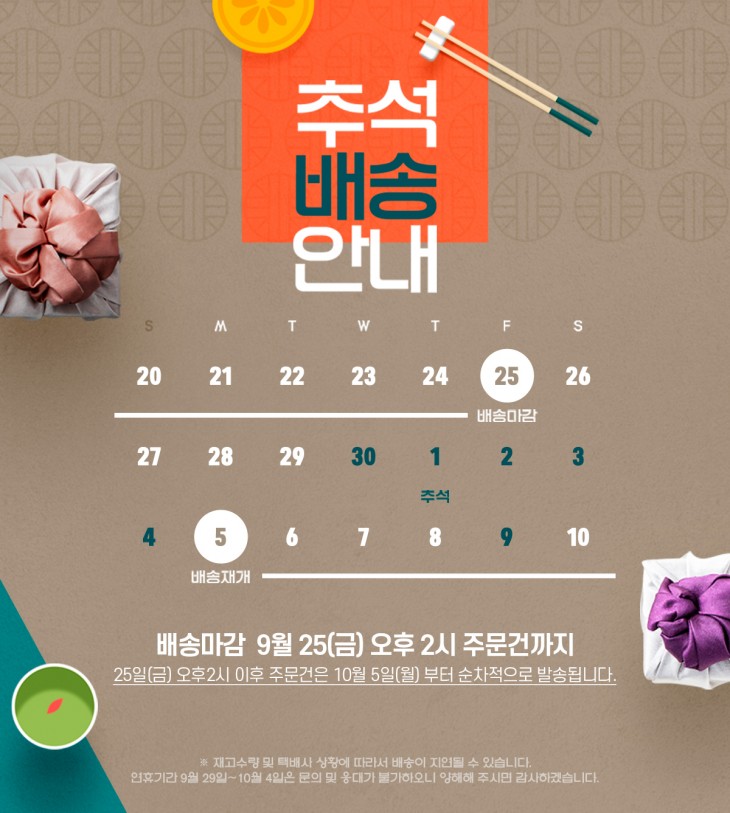 추석
배송
안내
S M T W T F S
20 21 22 23 24 25 26
배송마감
27 28 29 30 1 2 3
추석
4 5 6 7 8 9 10
배송재개
배송마감 9월 25(금) 오후 2시 주문건까지
25일(금) 오후2시 이후 주문건은 10월 5일(월) 부터 순차적으로 발송됩니다.
※ 재고수량 및 택배사 상황에 따라서 배송이 지연될 수 있습니다.
연휴기간 9월 29일~10월 4일은 문의 및 응대가 불가하오니 양해해 주시면 감사하겠습니다.